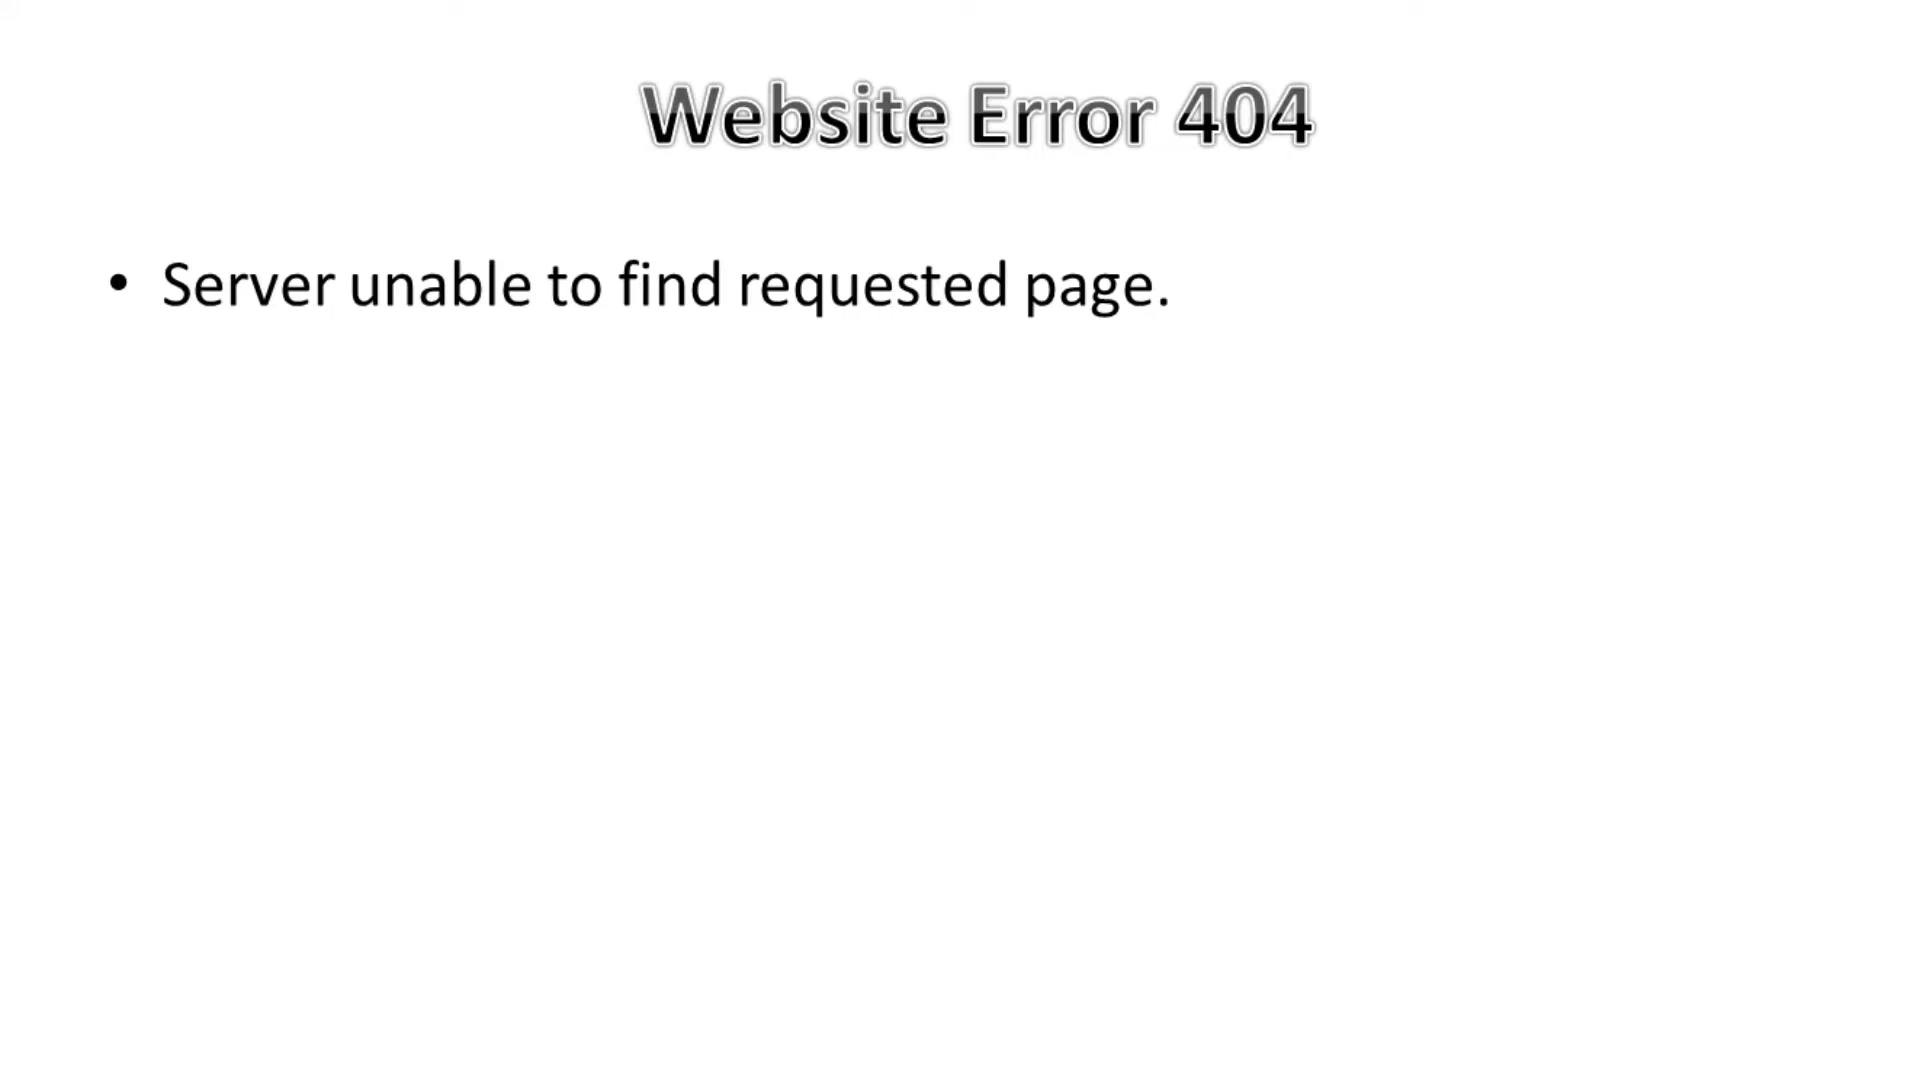 Website Error 404
• Server unable to find requested page.